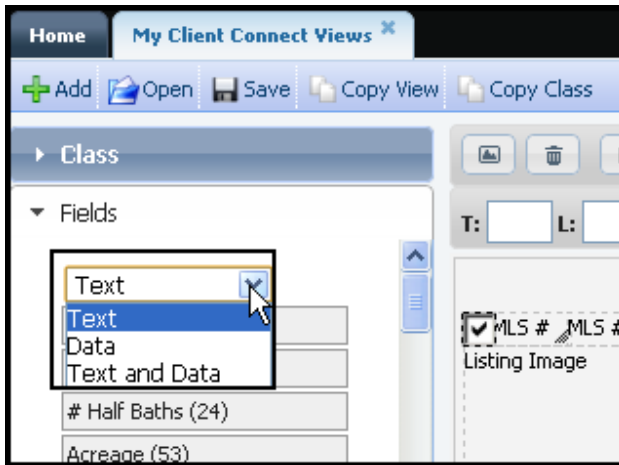 Home
My Client Connect Views
Add Open Save Copy View Copy Class
Class
Fields
T: L:
Text
Text
Data
Text and Data
# Half Baths (24)
Acreage (53)
MLS # MLS #
Listing Image